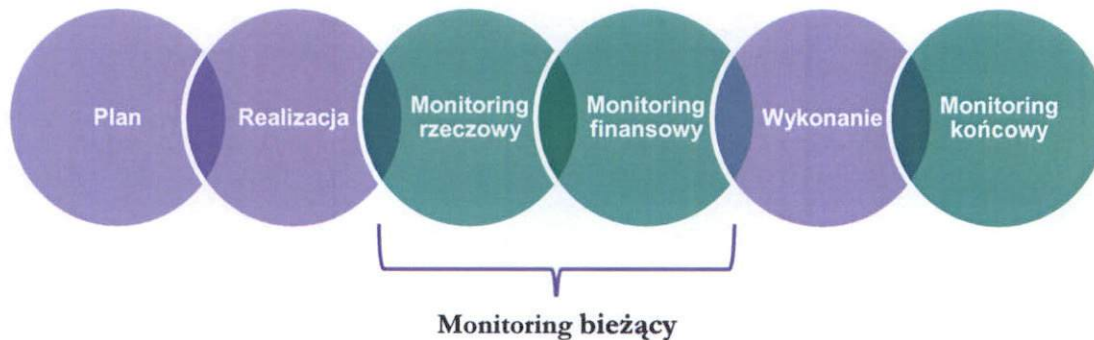 Plan
Realizacja
Monitoring
rzeczowy
Monitoring
finansowy
Wykonanie
Monitoring
końcowy
Monitoring bieżący